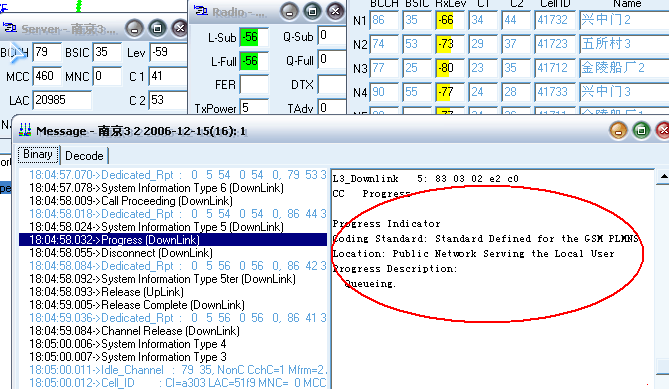 Server - 南京3
BCCH 79 BSIC 35 Lev -59
MCC 460 MNC 0 C 1 41
LAC 20985 C 2 53
Radio -
L-Sub -56 Q-Sub 0
L-Full -56 Q-Full 0
FER DTX
TxPower 5 TAdv 0
BCCH BSIC RxLev C1 C2 Cell ID Name
N1 86 35 -66 34 44 41732 兴中门2
N2 74 53 -73 29 37 41723 五所村3
N3 77 25 -80 23 35 41712 金陵船厂2
N4 90 55 -77 24 28 41733 兴中门3
Message - 南京3 2 2006-12-15(16): 1
Binary Decode
18:04:57.070->Dedicated_Rpt : 0 5 54 0 54 0, 79 53 3
18:04:57.078->System Information Type 6 (DownLink)
18:04:58.009->Call Proceeding (DownLink)
18:04:58.018->Dedicated_Rpt : 0 5 54 0 54 0, 86 44 3
18:04:58.024->System Information Type 5 (DownLink)
18:04:58.032->Progress (DownLink)
18:04:58.055->Disconnect (DownLink)
18:04:58.084->Dedicated_Rpt : 0 5 56 0 56 0, 86 42 3
18:04:58.092->System Information Type 5ter (DownLink)
18:04:58.093->Release (UpLink)
18:04:59.005->Release Complete (DownLink)
18:04:59.064->Dedicated_Rpt : 0 5 56 0 56 0, 86 41 3
18:04:59.084->Channel Release (DownLink)
18:05:00.006->System Information Type 4
18:05:00.007->System Information Type 3
18:05:00.011->Idle_Channel : 79 35, NonC CchC=1 Mfrm=2
18:05:00.012->Cell_ID : CI=a303 LAC=51f9 MNC= 0 MCC
L3_Downlink 5: 83 03 02 e2 c0
CC Progress
Progress Indicator
Coding Standard: Standard Defined for the GSM PLMNS
Location: Public Network Serving the Local User
Progress Description:
Queueing.